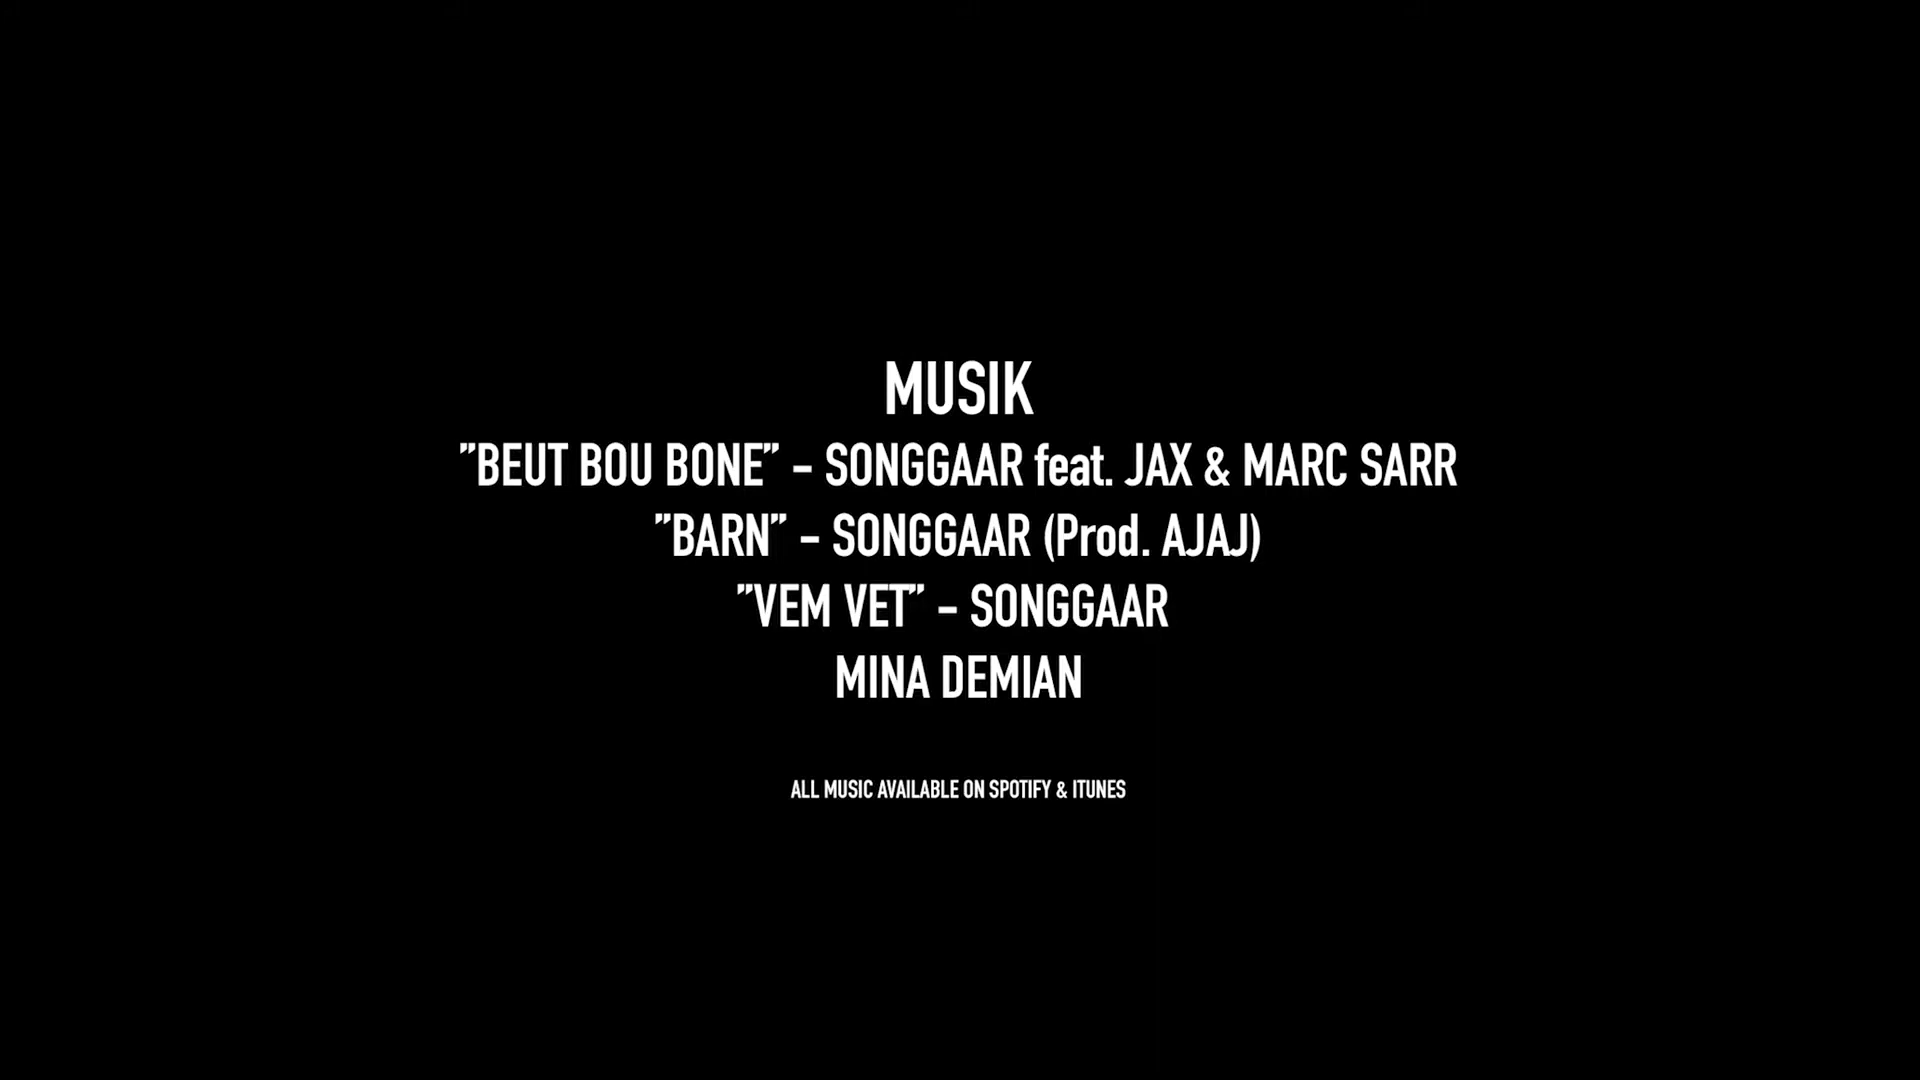 MUSIK
”BEUT BOU BONE” – SONGGAAR feat. JAX & MARC SARR
”BARN” – SONGGAAR (Prod. AJAJ)
”VEM VET” – SONGGAAR
MINA DEMIAN
ALL MUSIC AVAILABLE ON SPOTIFY & ITUNES